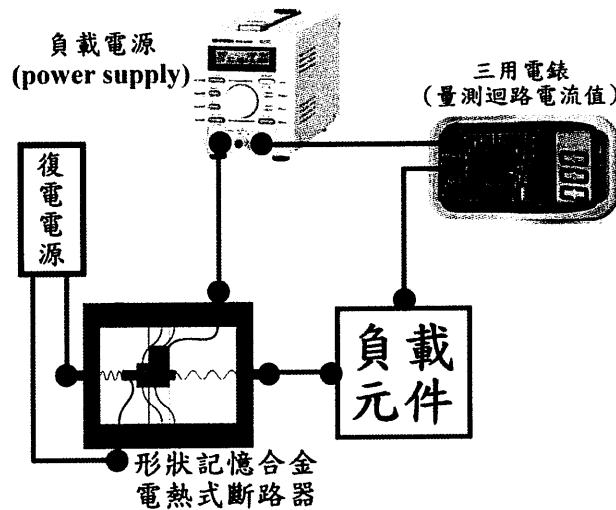 負載電源
(power supply)
三用電錶
(量測迴路電流值)
復電電源
負載
元件
形狀記憶合金
電熱式斷路器